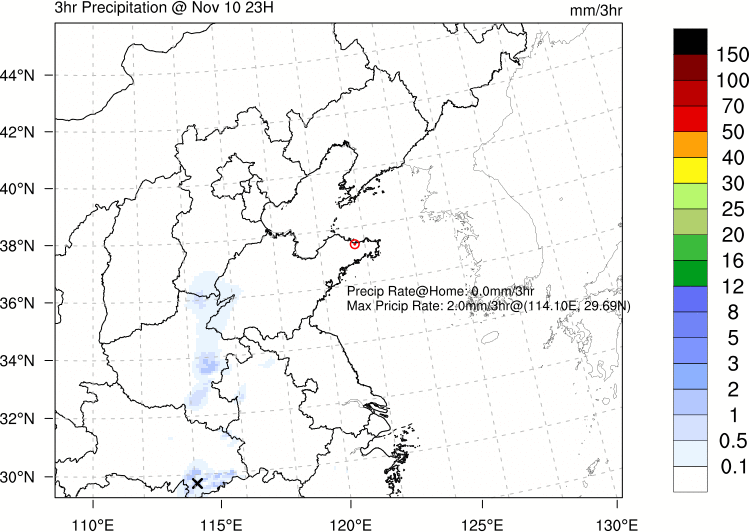 3hr Precipitation @ Nov 10 23H
mm/3hr
44°N
42°N
40°N
38°N
36°N
34°N
32°N
30°N
Precip Rate@Home: 0.0mm/3hr
Max Pricip Rate: 2.0mm/3hr@(114.10E, 29.69N)
110°E 115°E 120°E 125°E 130°E
150
100
70
50
40
30
25
20
16
12
8
5
3
2
1
0.5
0.1